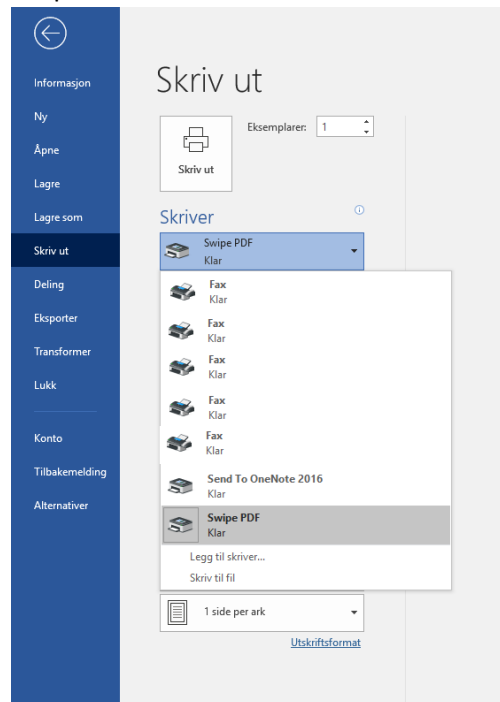 Informasjon
Ny
Åpne
Lagre
Lagre som
Skriv ut
Deling
Eksporter
Transformer
Lukk
Konto
Tilbakemelding
Alternativer
Skriv ut
Eksemplarer: 1
Skriv ut
Skriver
Swipe PDF
Klar
Fax
Klar
Fax
Klar
Fax
Klar
Fax
Klar
Fax
Klar
Send To OneNote 2016
Klar
Swipe PDF
Klar
Legg til skriver...
Skriv til fil
1 side per ark
Utskriftsformat